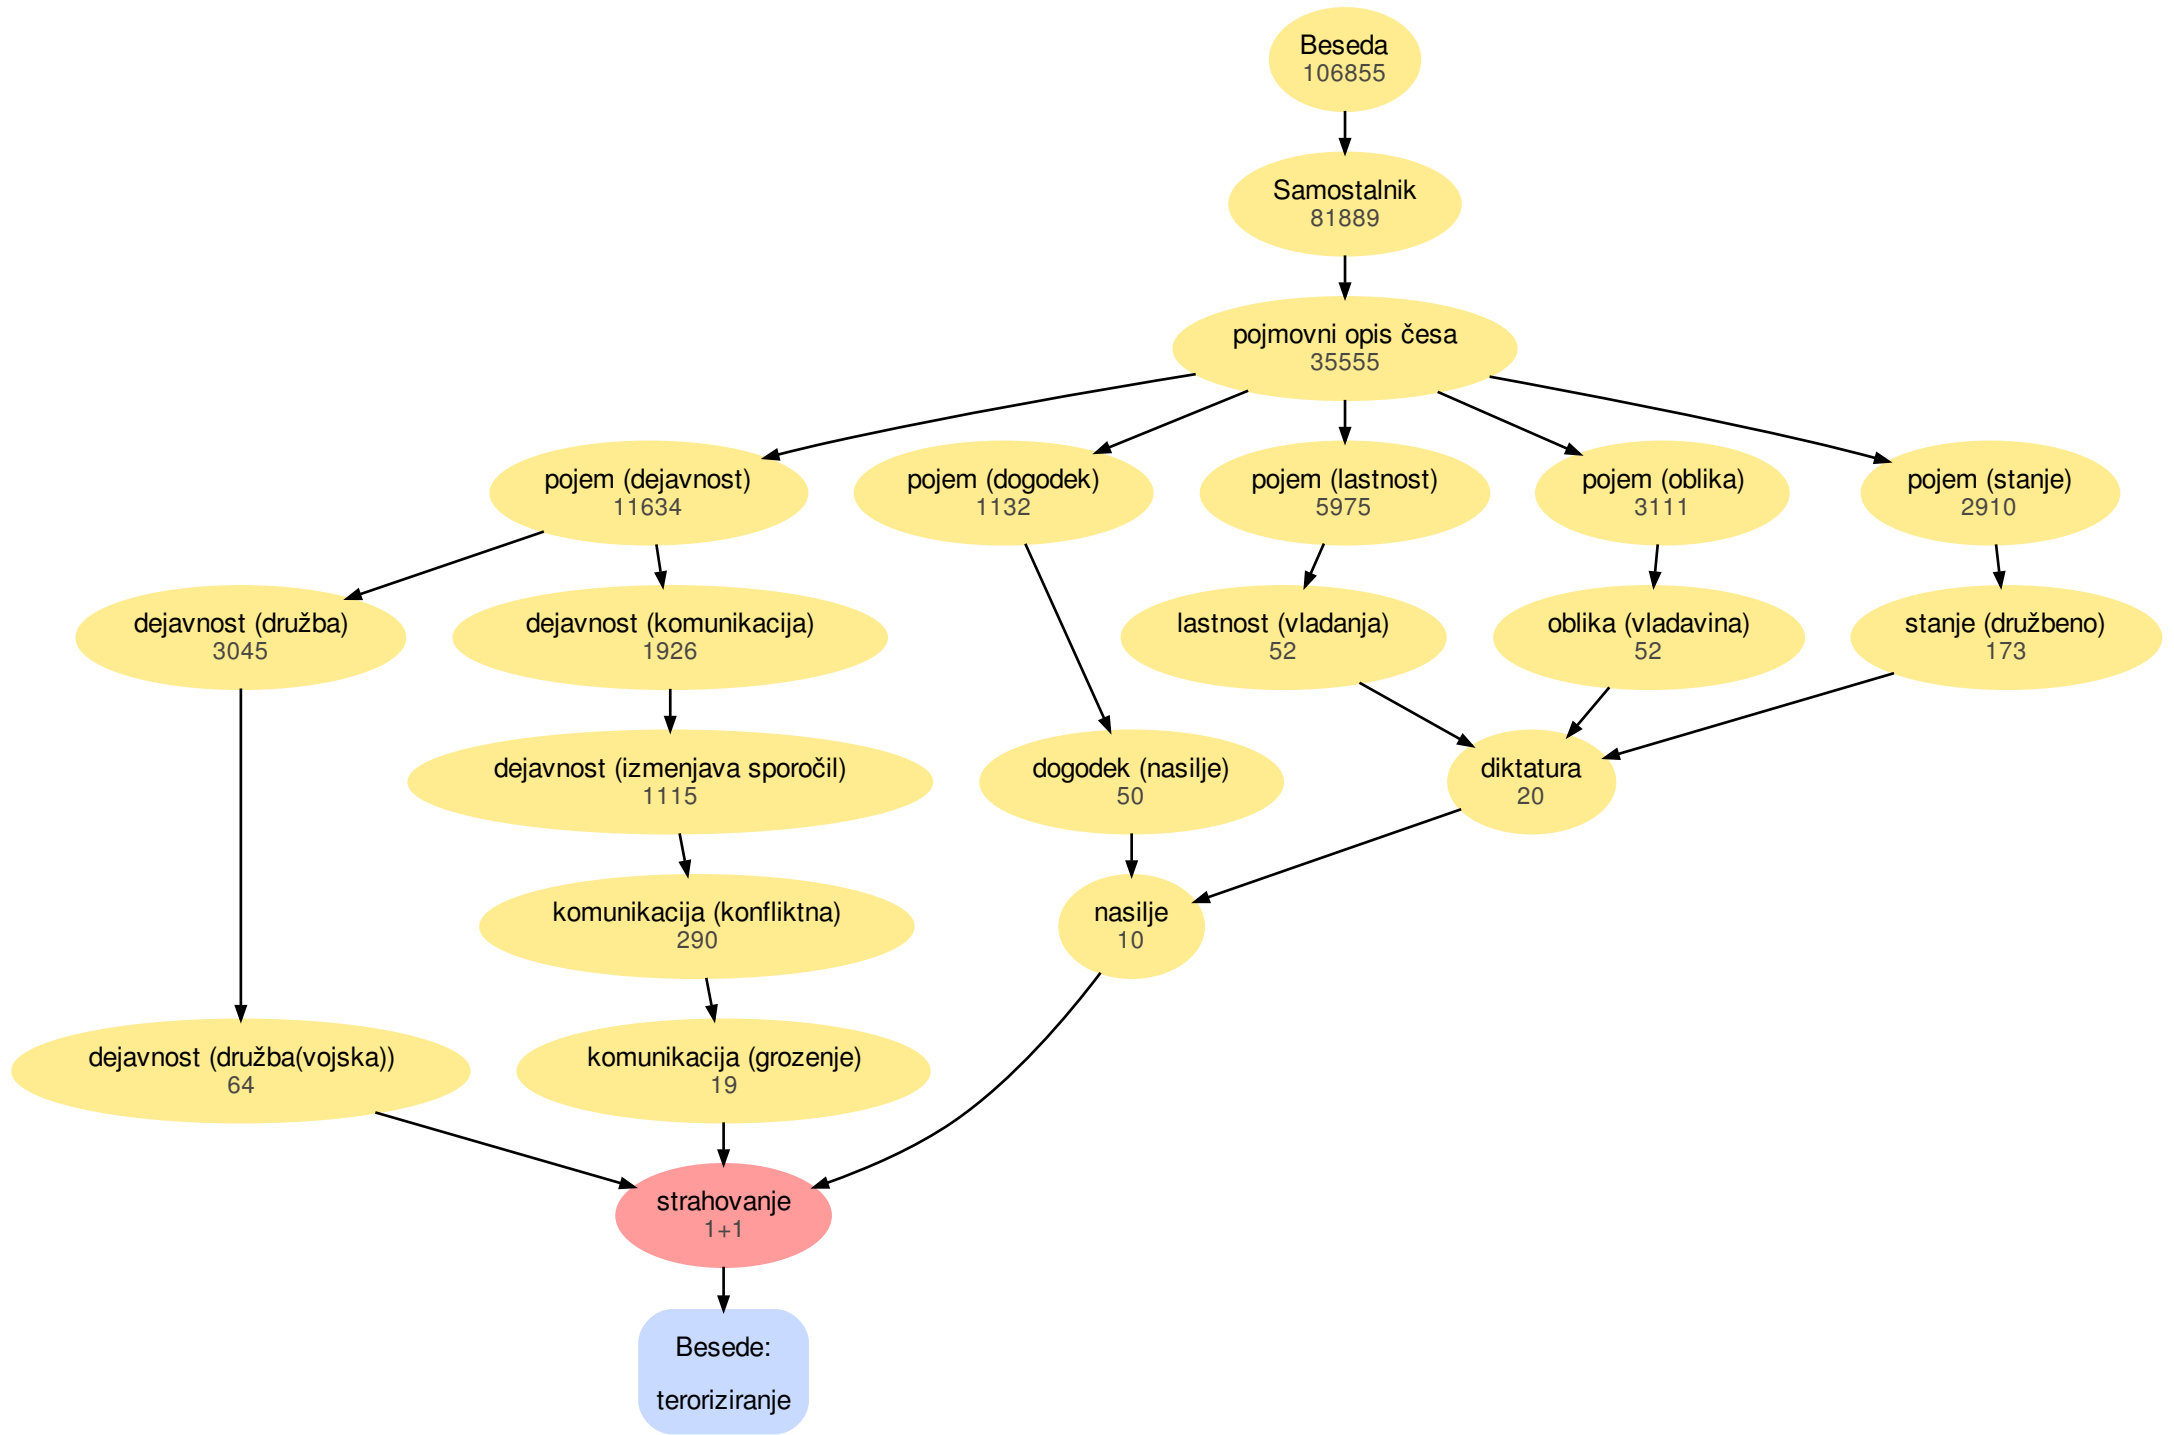 Beseda
106855
Samostalnik
81889
pojmovni opis česa
35555
pojem (dejavnost)
11634
pojem (dogodek)
1132
pojem (lastnost)
5975
pojem (oblika)
3111
pojem (stanje)
2910
dejavnost (družba)
3045
dejavnost (komunikacija)
1926
lastnost (vladanja)
52
oblika (vladavina)
52
stanje (družbeno)
173
dejavnost (izmenjava sporočil)
1115
dogodek (nasilje)
50
diktatura
20
komunikacija (konfliktna)
290
nasilje
10
dejavnost (družba(vojska))
64
komunikacija (grozenje)
19
strahovanje
1+1
Besede:
teroriziranje